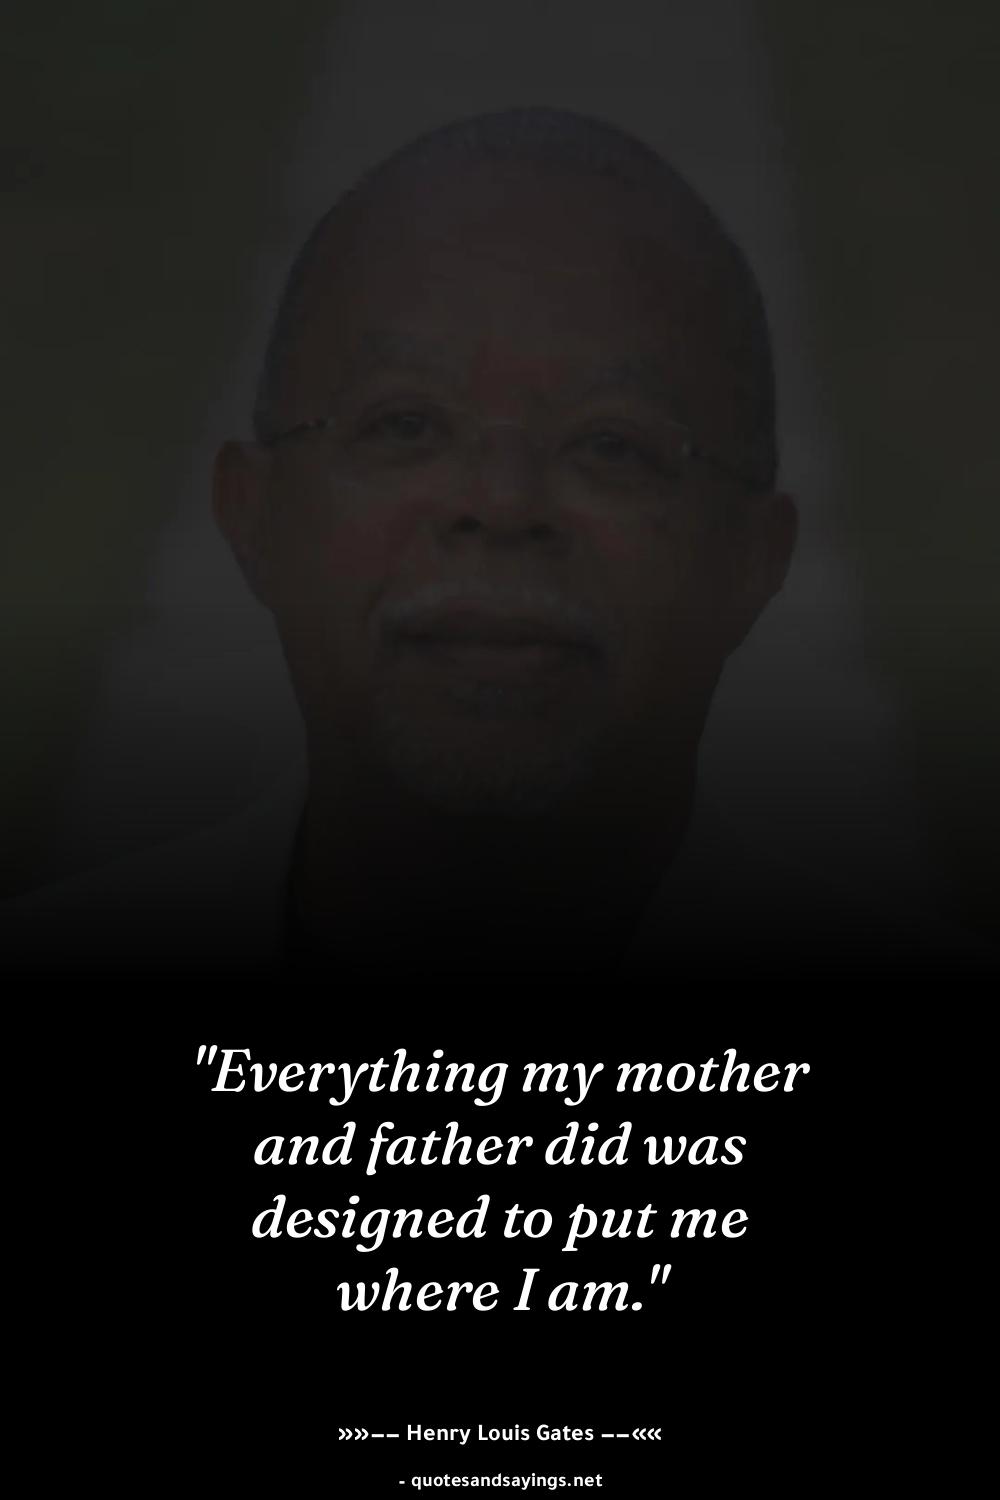 "Everything my mother
and father did was
designed to put me
where I am."
»»−− Henry Louis Gates −−««
- quotesandsayings.net